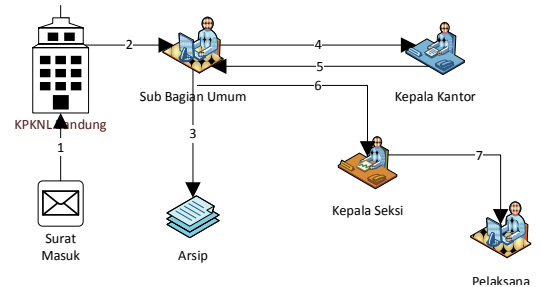 2
4
5
Sub Bagian Umum
6
Kepala Kantor
KPKNL Bandung
1
3
7
Kepala Seksi
Surat
Masuk
Arsip
Pelaksana